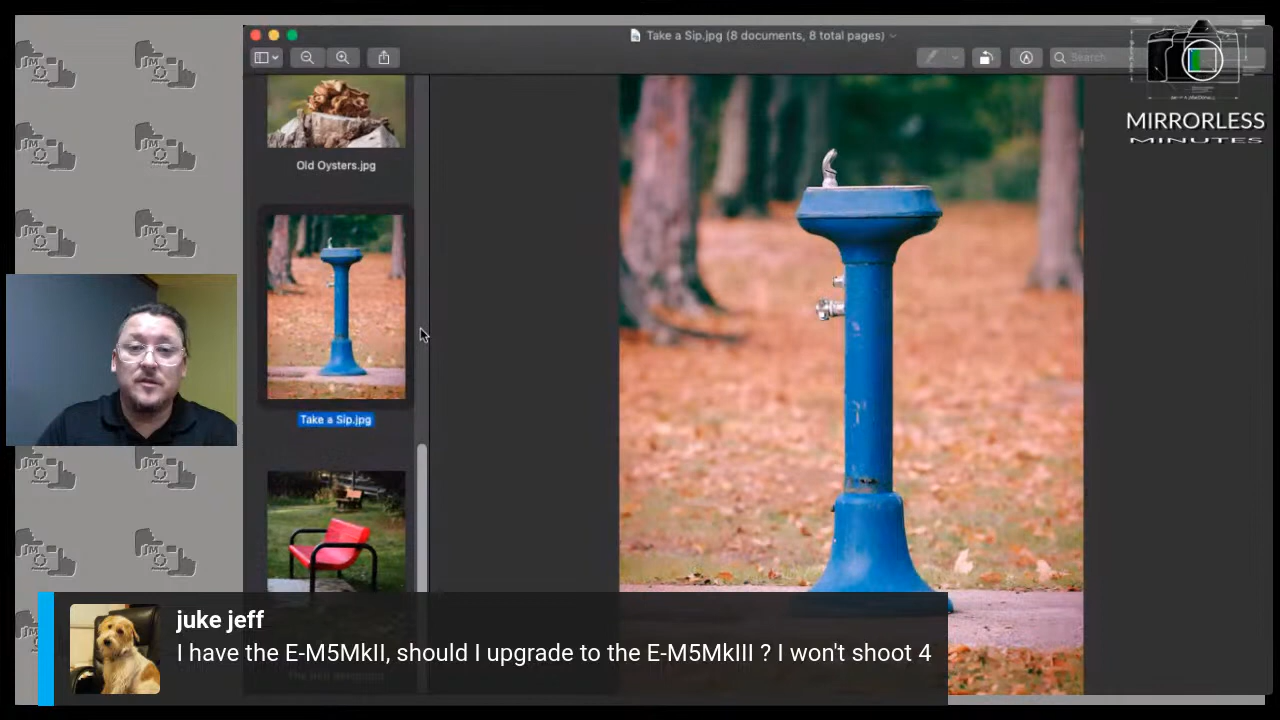 Take a Sip.jpg (8 documents, 8 total pages)
Search
MIRRORLESS
MINUTES
Old Oysters.jpg
Take a Sip.jpg
juke jeff
I have the E-M5MkII, should I upgrade to the E-M5MkIII ? I won't shoot 4